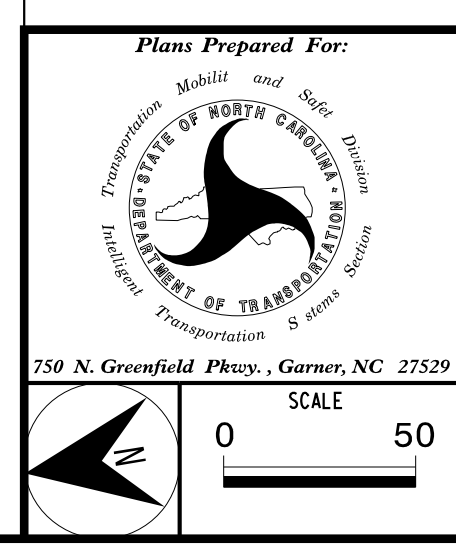 Plans Prepared For:
Transportation Mobilit and Safet Division
STATE OF NORTH CAROLINA
DEPARTMENT OF TRANSPORTATION
Intelligent Transportation S stems Section
750 N. Greenfield Pkwy. , Garner, NC 27529
N
SCALE
0 50